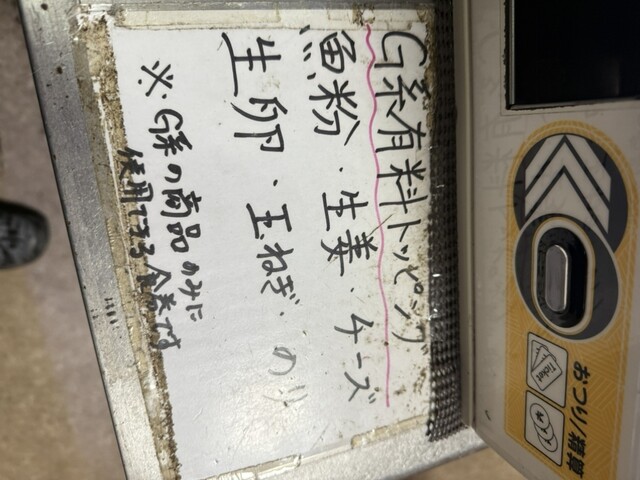 G系有料トッピング
魚粉・生姜・チーズ
生卵・玉ねぎ・のり
※G系の商品のみに
使用できる食券です
おつり/精算
Ticket